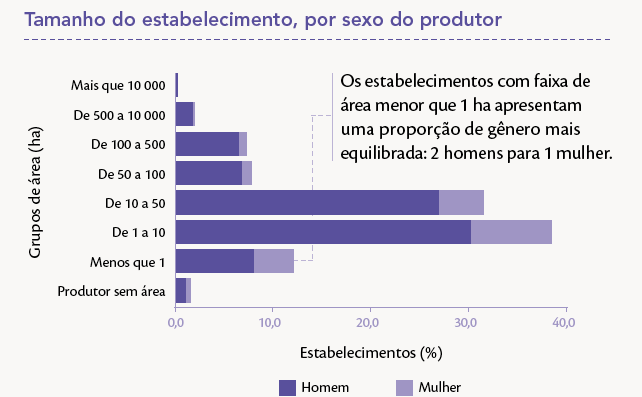 Tamanho do estabelecimento, por sexo do produtor
Os estabelecimentos com faixa de
área menor que 1 ha apresentam
uma proporção de gênero mais
equilibrada: 2 homens para 1 mulher.
Grupos de área (ha)
Mais que 10 000
De 500 a 10 000
De 100 a 500
De 50 a 100
De 10 a 50
De 1 a 10
Menos que 1
Produtor sem área
0,0 10,0 20,0 30,0 40,0
Estabelecimentos (%)
Homem Mulher